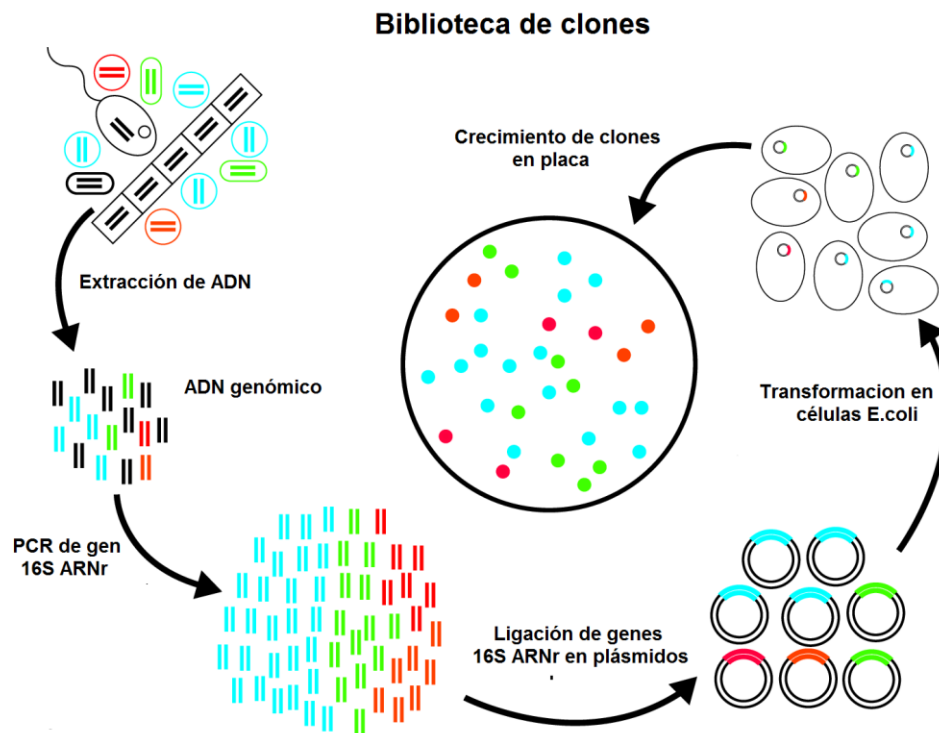 Biblioteca de clones
Crecimiento de clones
en placa
Extracción de ADN
ADN genómico
Transformacion en
células E.coli
PCR de gen
16S ARNr
Ligación de genes
16S ARNr en plásmidos